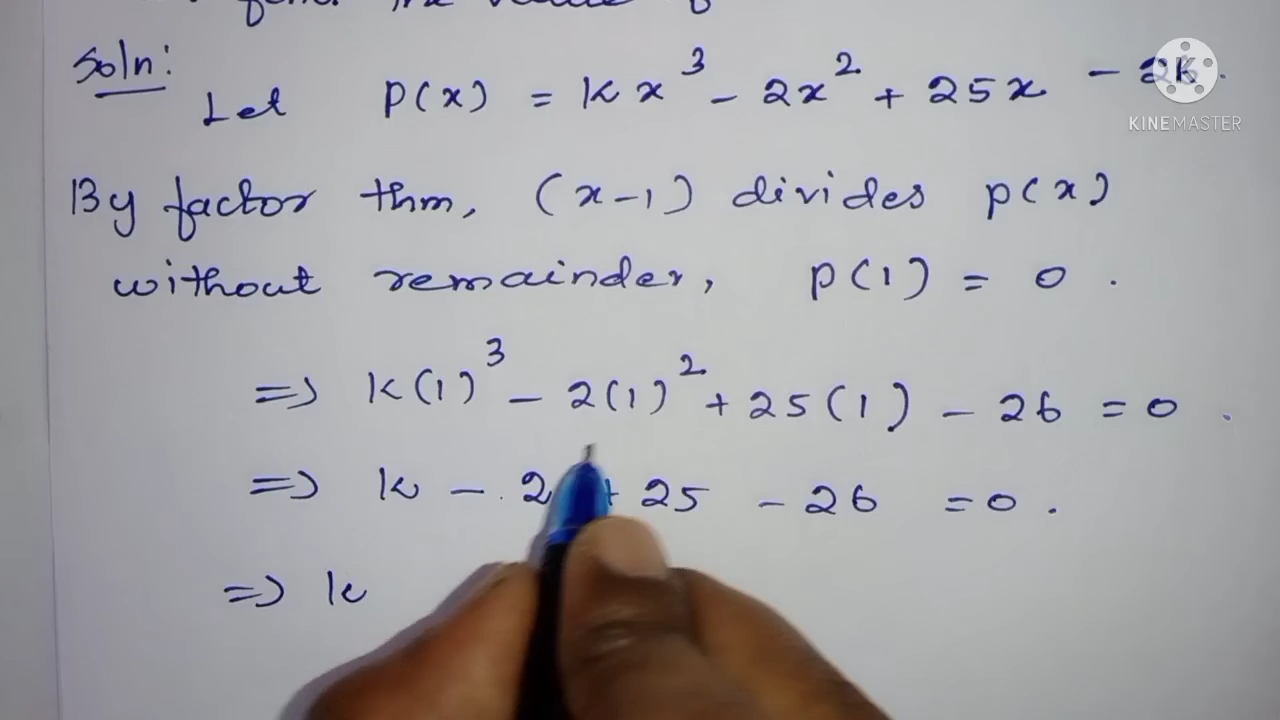 Soln:
Let P(x) = kx³ - 2x² + 25x - 26.
KINEMASTER
By factor thm, (x-1) divides p(x)
without remainder, p(1) = 0.
=> k(1)³ - 2(1)² + 25(1) - 26 = 0.
=> k - 2 + 25 - 26 = 0.
=> k